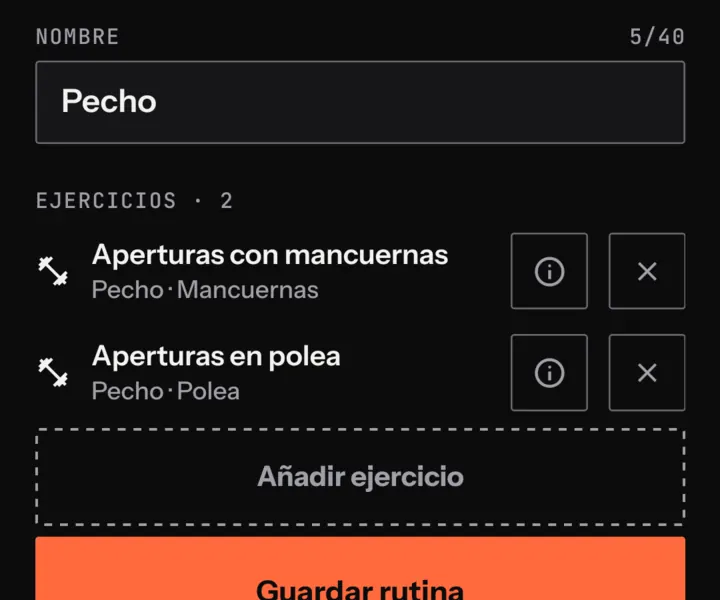 NOMBRE 5/40
Pecho
EJERCICIOS · 2
Aperturas con mancuernas
Pecho · Mancuernas
Aperturas en polea
Pecho · Polea
Añadir ejercicio
Guardar rutina